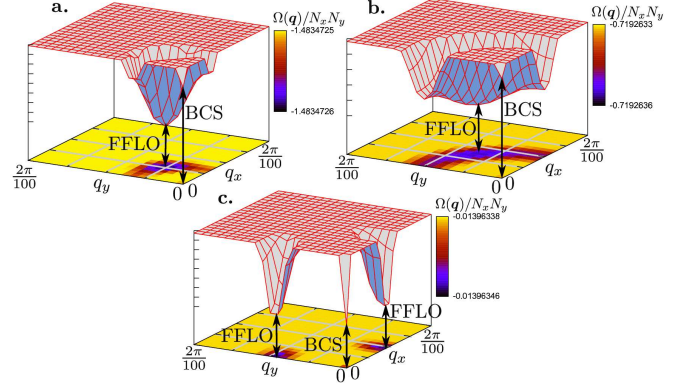 a.
Ω(q)/NxNy
-1.4834725
-1.4834726
BCS
FFLO
2π/100
qy
0
0
qx
2π/100
b.
Ω(q)/NxNy
-0.7192633
-0.7192636
BCS
FFLO
2π/100
qy
0
0
qx
2π/100
c.
Ω(q)/NxNy
-0.01396338
-0.01396346
FFLO
BCS
FFLO
2π/100
qy
0
0
qx
2π/100